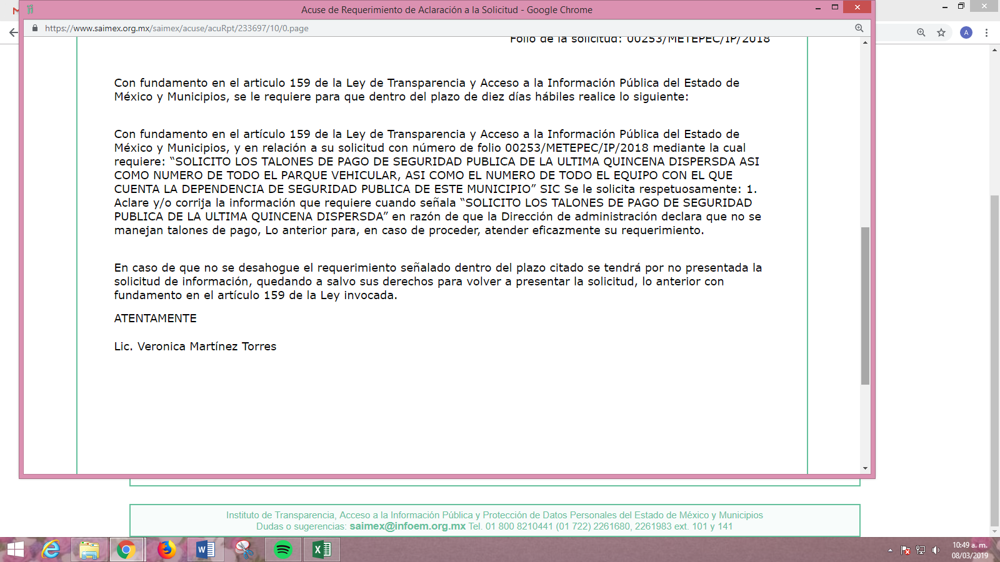 Acuse de Requerimiento de Aclaración a la Solicitud - Google Chrome
https://www.saimex.org.mx/saimex/acuse/acuRpt/233697/10/0.page
A
Folio de la solicitud: 00253/METEPEC/IP/2018
Con fundamento en el articulo 159 de la Ley de Transparencia y Acceso a la Información Pública del Estado de
México y Municipios, se le requiere para que dentro del plazo de diez días hábiles realice lo siguiente:
Con fundamento en el artículo 159 de la Ley de Transparencia y Acceso a la Información Pública del Estado de
México y Municipios, y en relación a su solicitud con número de folio 00253/METEPEC/IP/2018 mediante la cual
requiere: “SOLICITO LOS TALONES DE PAGO DE SEGURIDAD PUBLICA DE LA ULTIMA QUINCENA DISPERSDA ASI
COMO NUMERO DE TODO EL PARQUE VEHICULAR, ASI COMO EL NUMERO DE TODO EL EQUIPO CON EL QUE
CUENTA LA DEPENDENCIA DE SEGURIDAD PUBLICA DE ESTE MUNICIPIO” SIC Se le solicita respetuosamente: 1.
Aclare y/o corrija la información que requiere cuando señala “SOLICITO LOS TALONES DE PAGO DE SEGURIDAD
PUBLICA DE LA ULTIMA QUINCENA DISPERSDA” en razón de que la Dirección de administración declara que no se
manejan talones de pago, Lo anterior para, en caso de proceder, atender eficazmente su requerimiento.
En caso de que no se desahogue el requerimiento señalado dentro del plazo citado se tendrá por no presentada la
solicitud de información, quedando a salvo sus derechos para volver a presentar la solicitud, lo anterior con
fundamento en el artículo 159 de la Ley invocada.
ATENTAMENTE
Lic. Veronica Martínez Torres
Instituto de Transparencia, Acceso a la Información Pública y Protección de Datos Personales del Estado de México y Municipios
Dudas o sugerencias: saimex@infoem.org.mx Tel. 01 800 8210441 (01 722) 2261680, 2261983 ext. 101 y 141
10:49 a. m.
08/03/2019